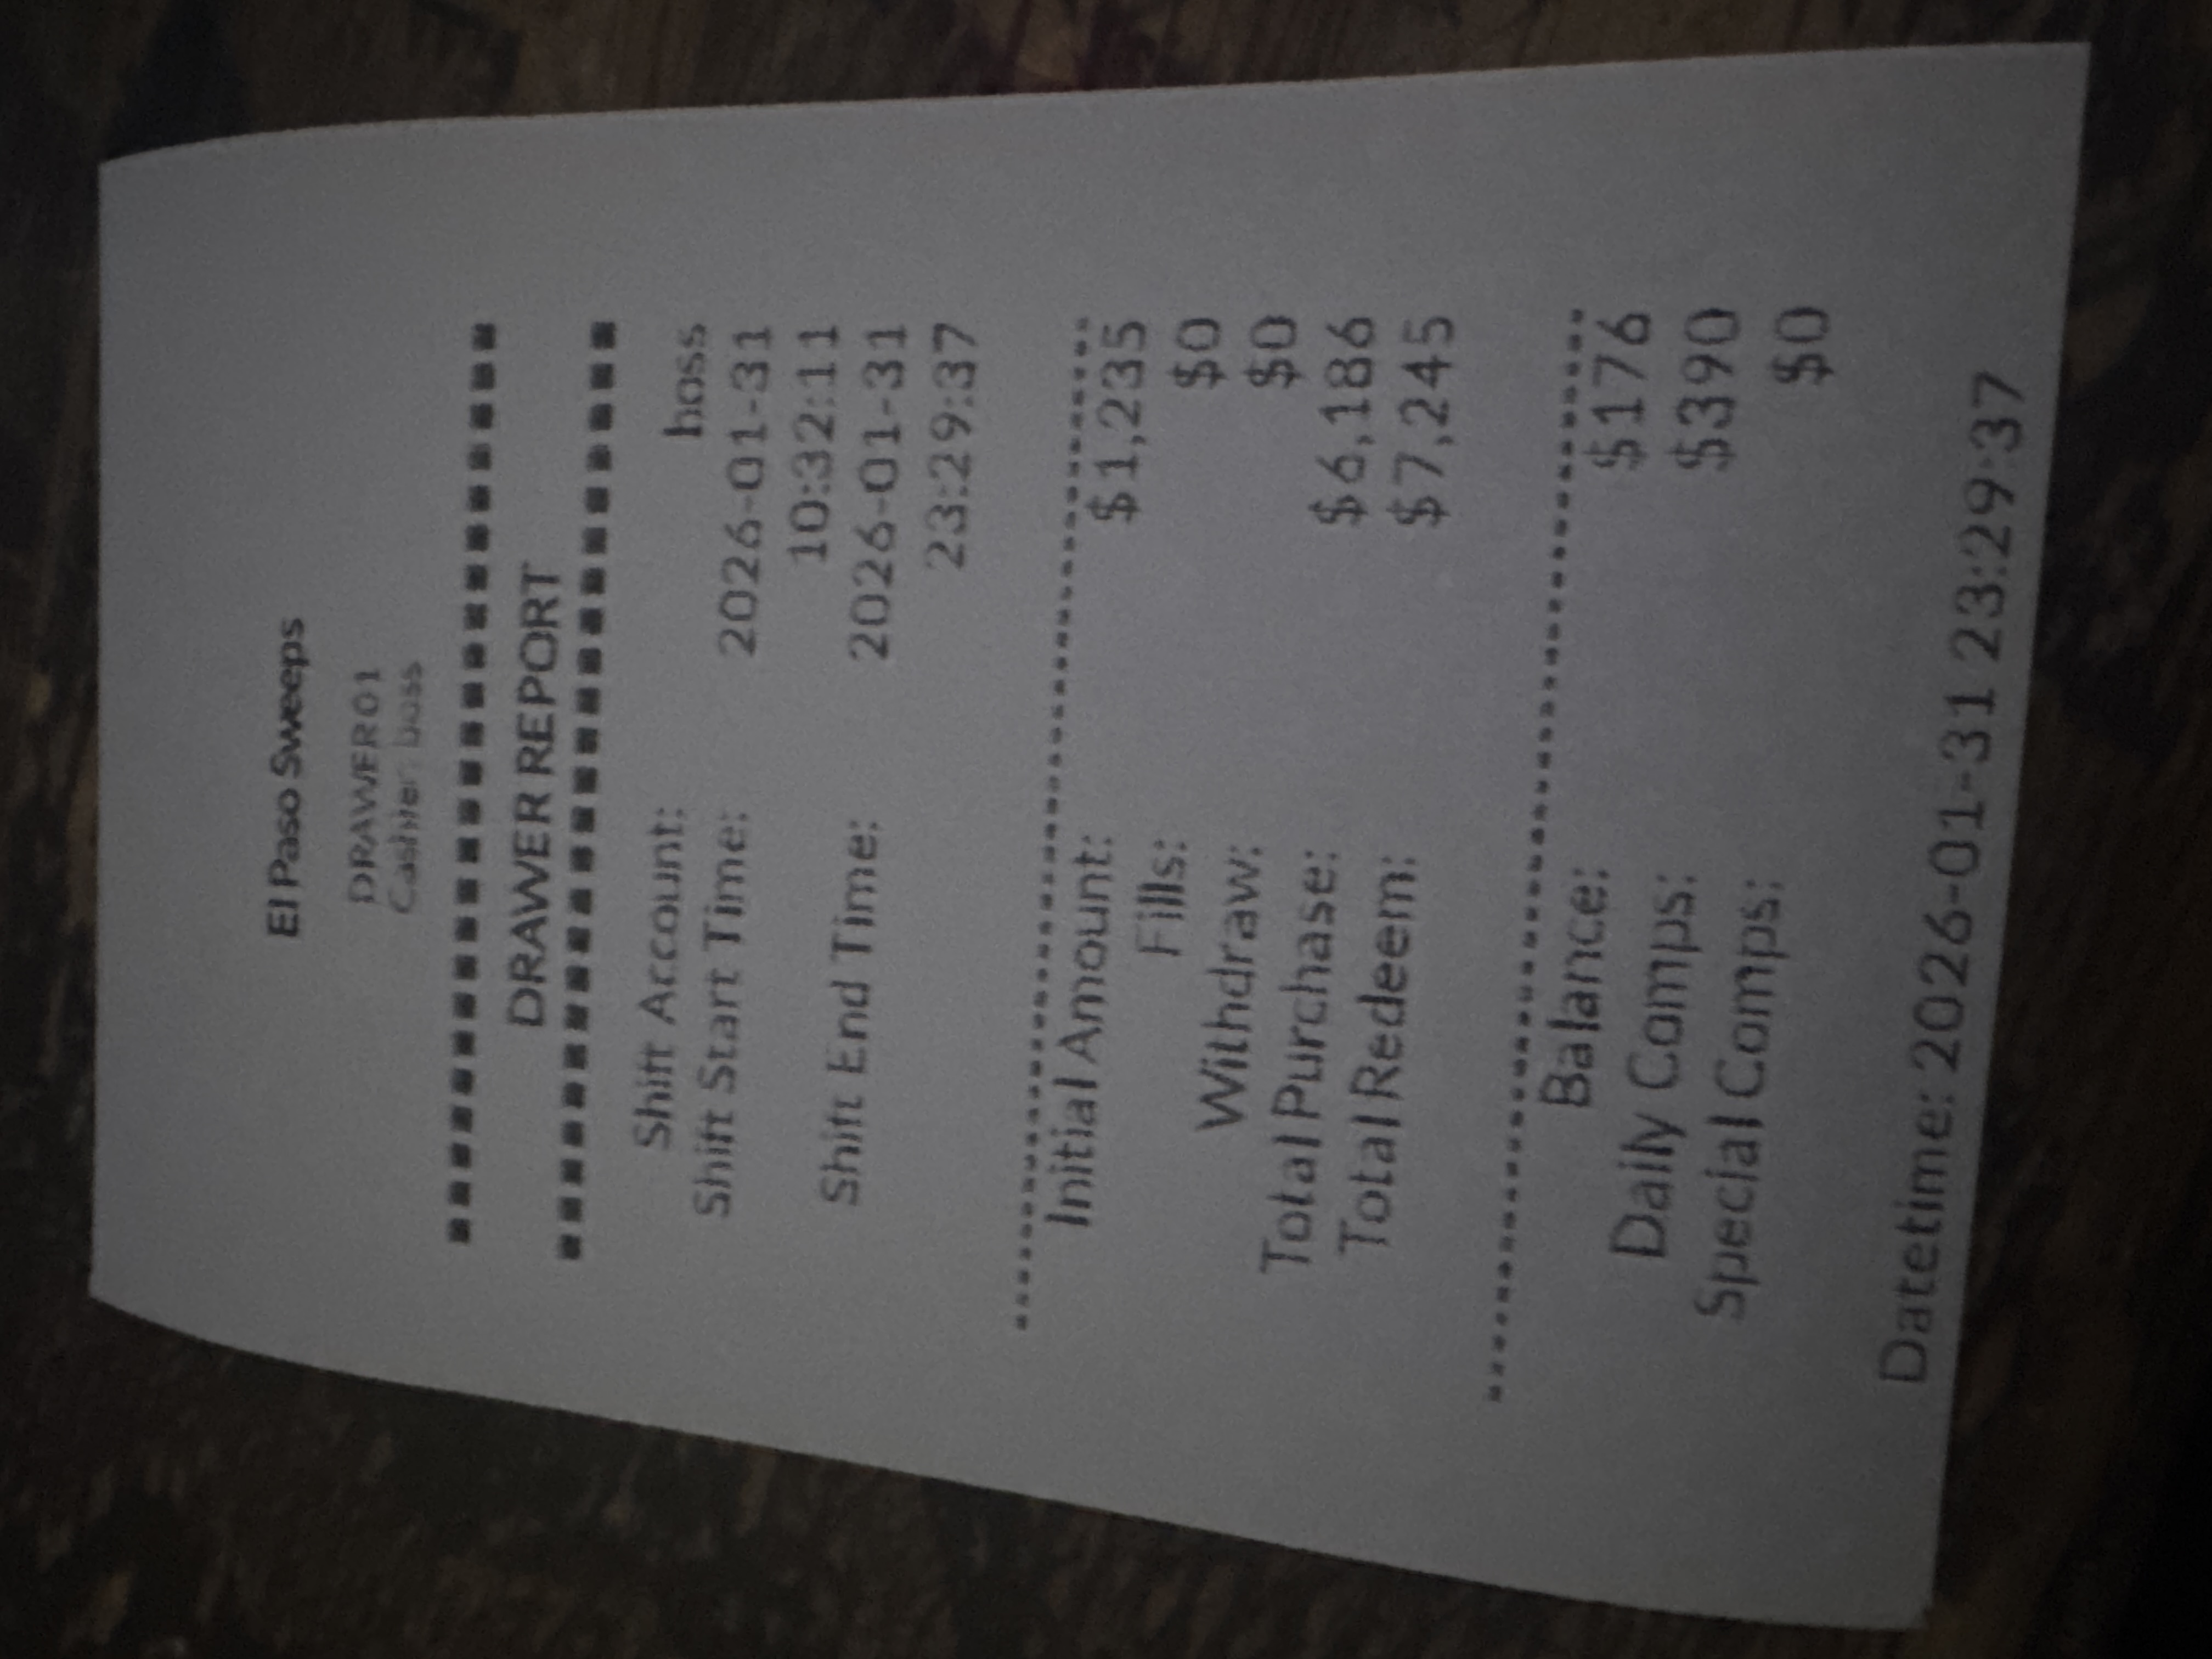 El Paso Sweeps
DRAWER01
Cashier: boss
DRAWER REPORT
Shift Account: boss
Shift Start Time: 2026-01-31
10:32:11
Shift End Time: 2026-01-31
23:29:37
Initial Amount: $1,235
Fills: $0
Withdraw: $0
Total Purchase: $6,186
Total Redeem: $7,245
Balance: $176
Daily Comps: $390
Special Comps: $0
Datetime: 2026-01-31 23:29:37